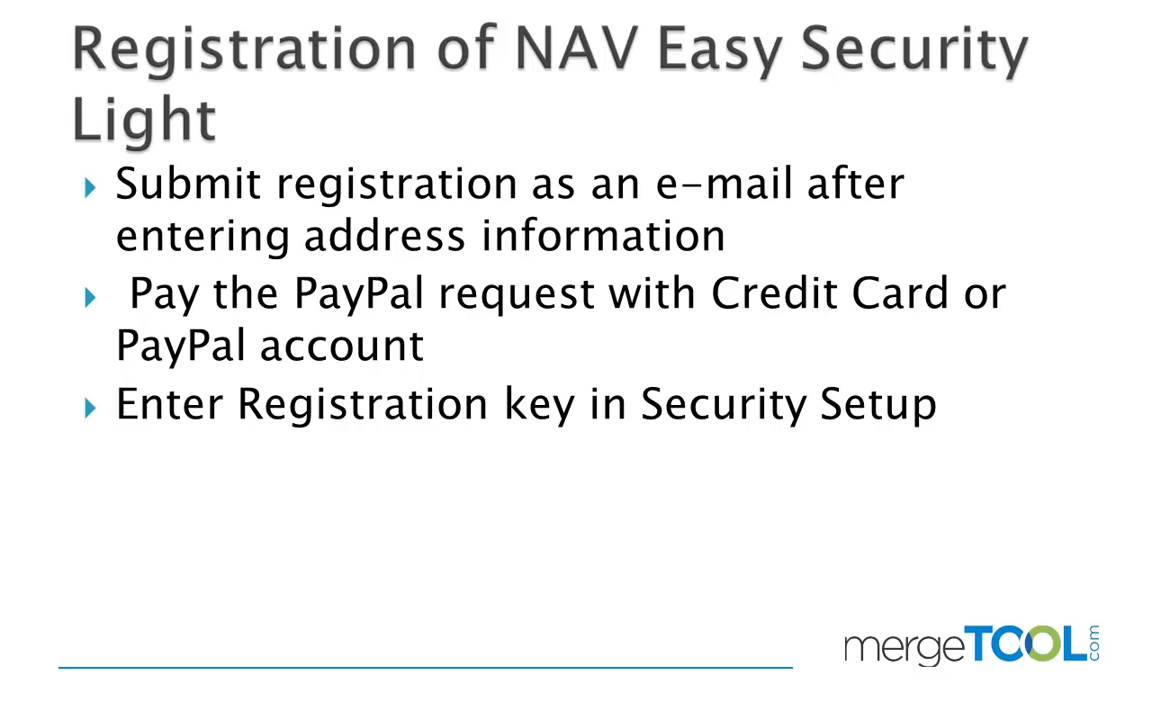 Registration of NAV Easy Security
Light
Submit registration as an e-mail after
entering address information
Pay the PayPal request with Credit Card or
PayPal account
Enter Registration key in Security Setup
mergeTOOL.com